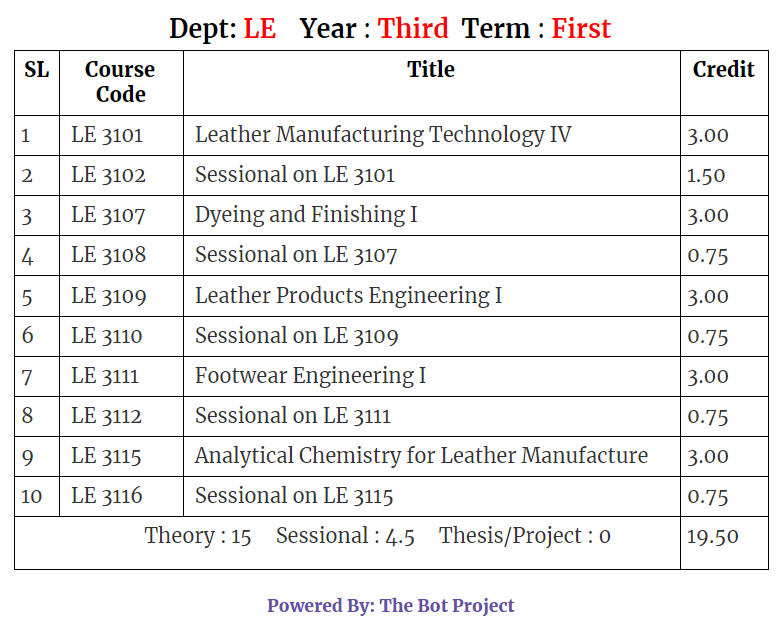 Dept: LE Year : Third Term : First
SL Course Code Title Credit
1 LE 3101 Leather Manufacturing Technology IV 3.00
2 LE 3102 Sessional on LE 3101 1.50
3 LE 3107 Dyeing and Finishing I 3.00
4 LE 3108 Sessional on LE 3107 0.75
5 LE 3109 Leather Products Engineering I 3.00
6 LE 3110 Sessional on LE 3109 0.75
7 LE 3111 Footwear Engineering I 3.00
8 LE 3112 Sessional on LE 3111 0.75
9 LE 3115 Analytical Chemistry for Leather Manufacture 3.00
10 LE 3116 Sessional on LE 3115 0.75
Theory : 15 Sessional : 4.5 Thesis/Project : 0 19.50
Powered By: The Bot Project